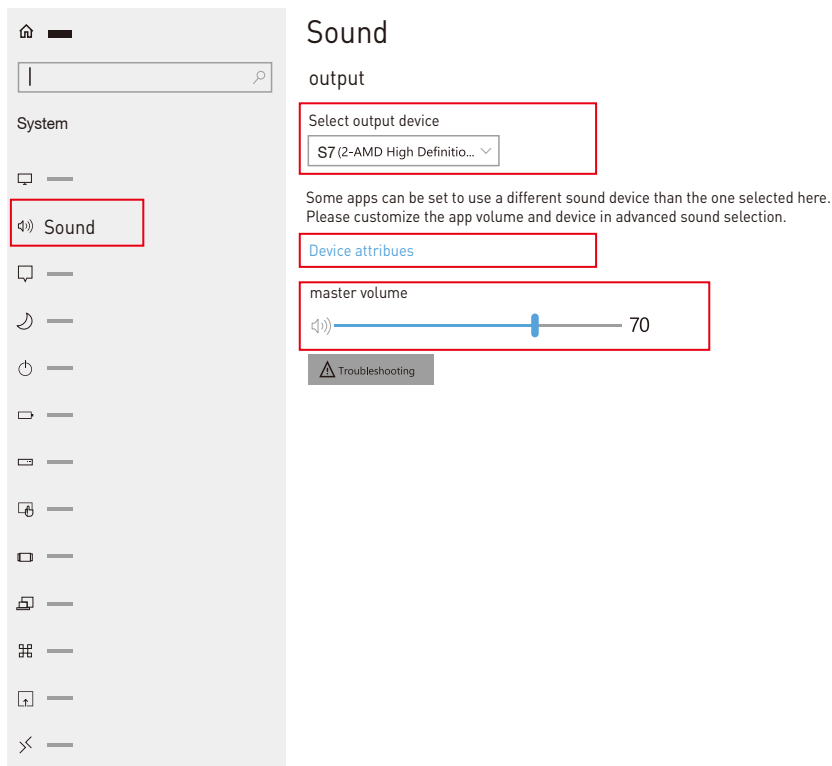 System
Sound
Sound
output
Select output device
S7 (2-AMD High Definitio...
Some apps can be set to use a different sound device than the one selected here.
Please customize the app volume and device in advanced sound selection.
Device attribues
master volume
70
Troubleshooting